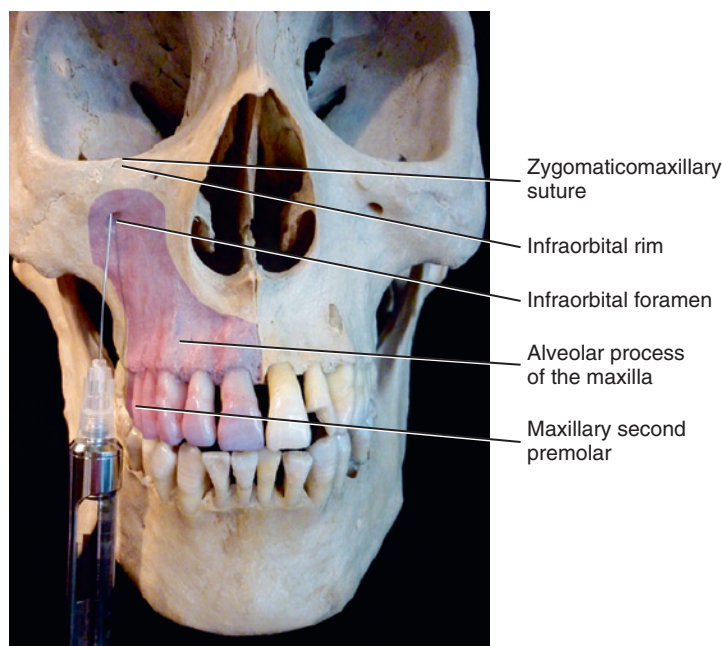 Zygomaticomaxillary
suture
Infraorbital rim
Infraorbital foramen
Alveolar process
of the maxilla
Maxillary second
premolar